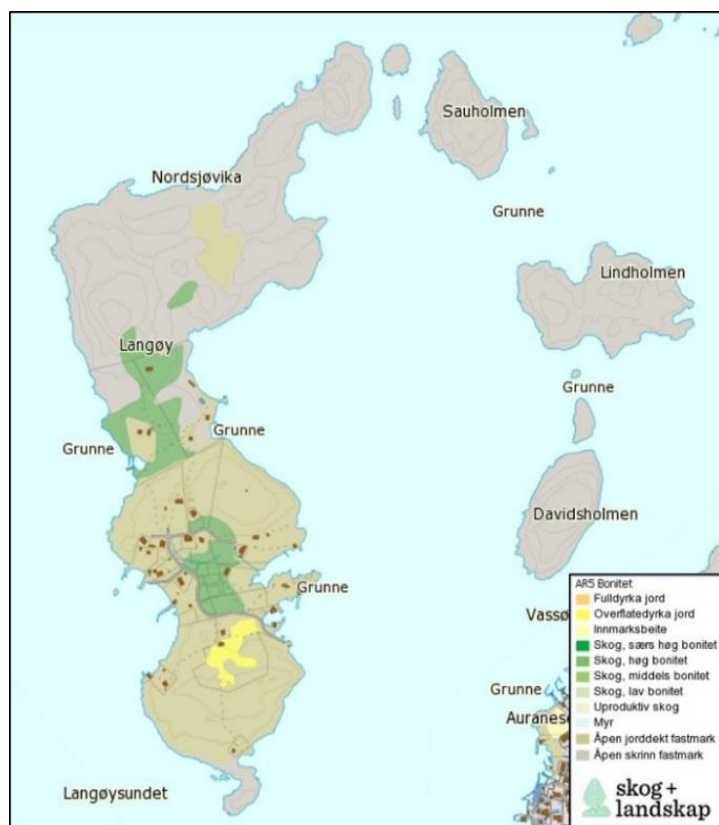 Sauholmen
Nordsjøvika
Grunne
Lindholmen
Langøy
Grunne
Grunne
Grunne
Davidsholmen
Grunne
Vassø
Grunne
Auranes
Langøysundet
AR5 Bonitet
Fulldyrka jord
Overflatedyrka jord
Innmarksbeite
Skog, særs høg bonitet
Skog, høg bonitet
Skog, middels bonitet
Skog, lav bonitet
Uproduktiv skog
Myr
Åpen jorddekt fastmark
Åpen skrinn fastmark
skog+
landskap